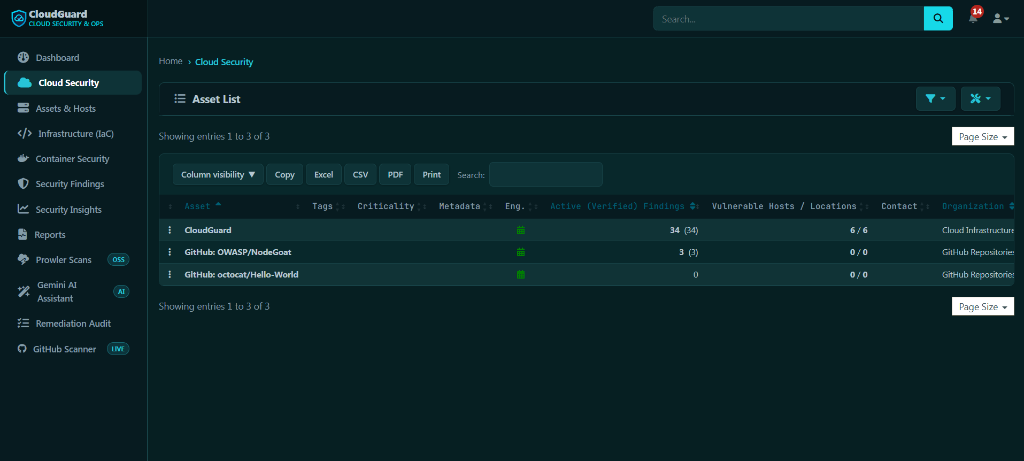 CloudGuard
CLOUD SECURITY & OPS
Search...
14
Dashboard
Cloud Security
Assets & Hosts
Infrastructure (IaC)
Container Security
Security Findings
Security Insights
Reports
Prowler Scans OSS
Gemini AI
Assistant AI
Remediation Audit
GitHub Scanner LIVE
Home › Cloud Security
Asset List
Showing entries 1 to 3 of 3
Page Size
Column visibility ▼ Copy Excel CSV PDF Print Search:
Asset Tags Criticality Metadata Eng. Active (Verified) Findings Vulnerable Hosts / Locations Contact Organization
CloudGuard 34 (34) 6 / 6 Cloud Infrastructure
GitHub: OWASP/NodeGoat 3 (3) 0 / 0 GitHub Repositories
GitHub: octocat/Hello-World 0 0 / 0 GitHub Repositories
Showing entries 1 to 3 of 3
Page Size